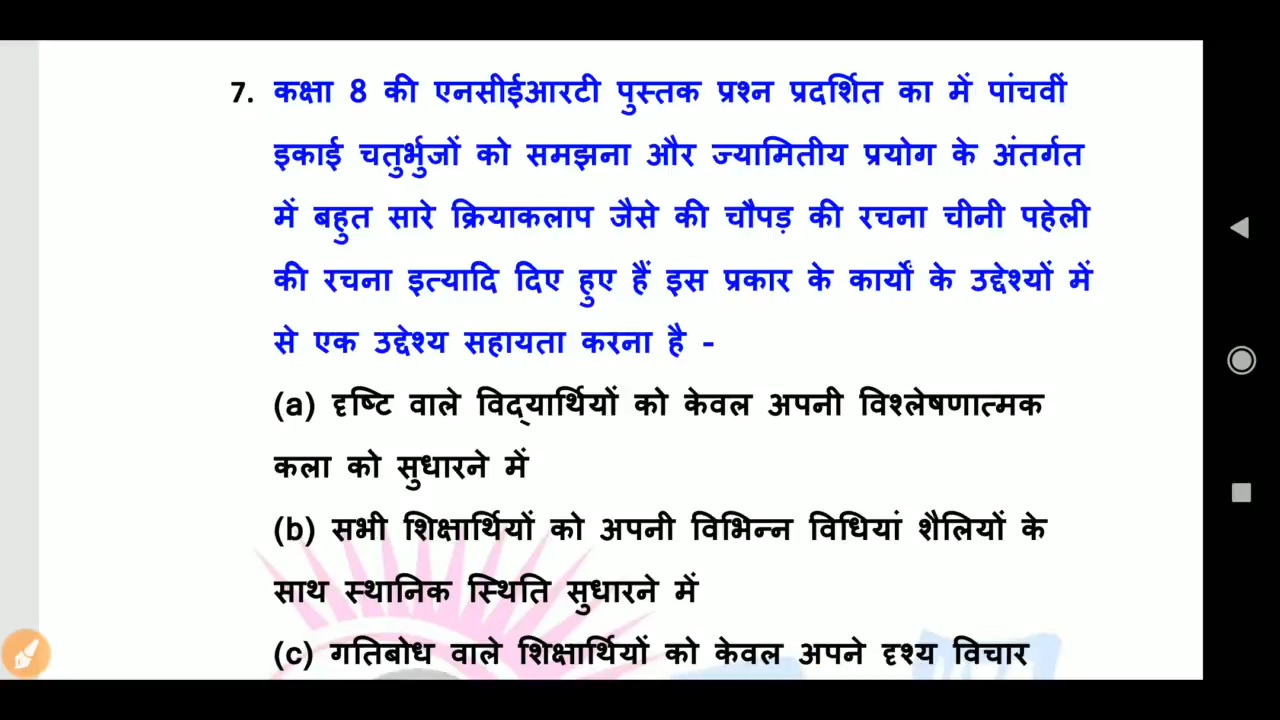 7. कक्षा 8 की एनसीईआरटी पुस्तक प्रश्न प्रदर्शित का में पांचवीं
इकाई चतुर्भुजों को समझना और ज्यामितीय प्रयोग के अंतर्गत
में बहुत सारे क्रियाकलाप जैसे की चौपड़ की रचना चीनी पहेली
की रचना इत्यादि दिए हुए हैं इस प्रकार के कार्यों के उद्देश्यों में
से एक उद्देश्य सहायता करना है -
(a) दृष्टि वाले विद्यार्थियों को केवल अपनी विश्लेषणात्मक
कला को सुधारने में
(b) सभी शिक्षार्थियों को अपनी विभिन्न विधियां शैलियों के
साथ स्थानिक स्थिति सुधारने में
(c) गतिबोध वाले शिक्षार्थियों को केवल अपने दृश्य विचार